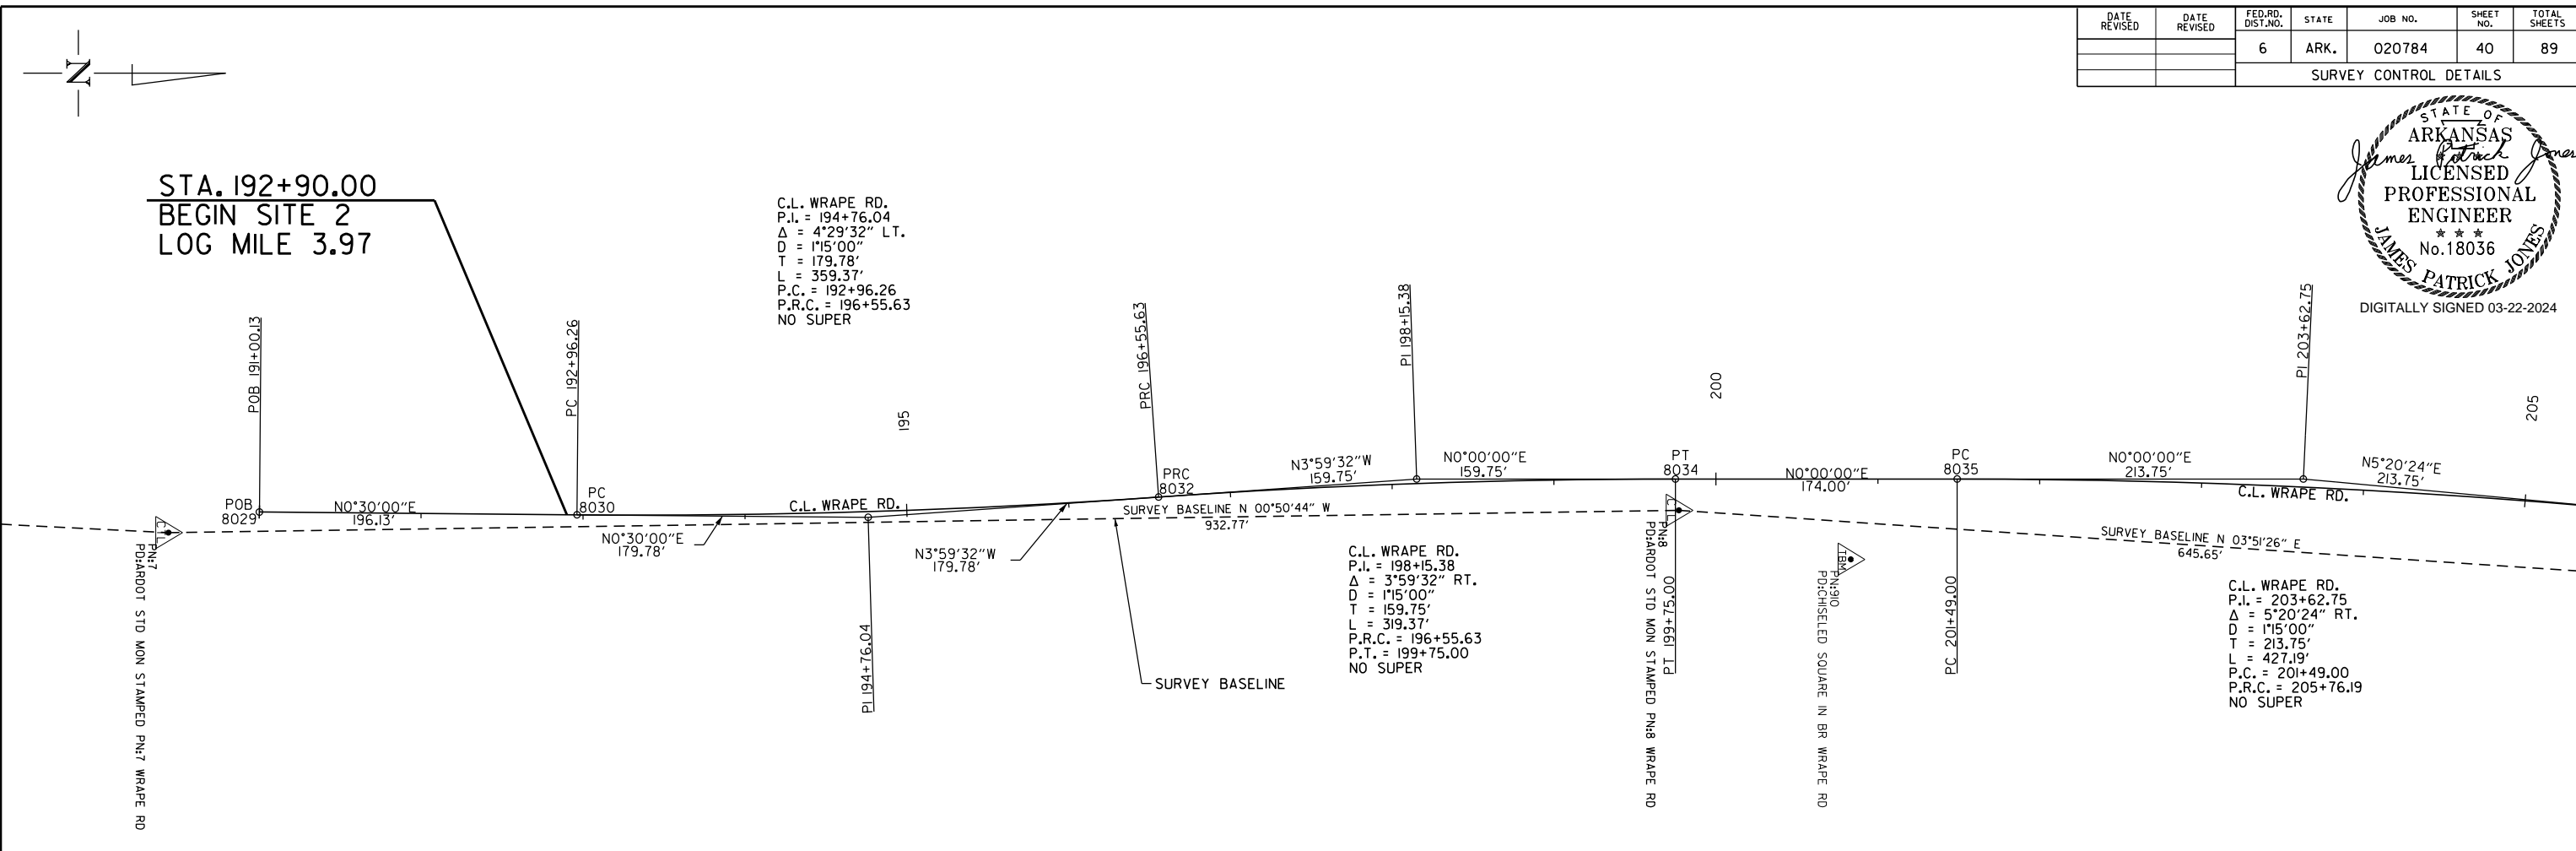 DATE REVISED
DATE REVISED
FED.RD. DIST.NO.
STATE
JOB NO.
SHEET NO.
TOTAL SHEETS
6
ARK.
020784
40
89
SURVEY CONTROL DETAILS
N
STATE OF
ARKANSAS
James Patrick Jones
LICENSED
PROFESSIONAL
ENGINEER
No.18036
JAMES PATRICK JONES
DIGITALLY SIGNED 03-22-2024
STA. 192+90.00
BEGIN SITE 2
LOG MILE 3.97
C.L. WRAPE RD.
P.I. = 194+76.04
Δ = 4°29'32" LT.
D = 1°15'00"
T = 179.78'
L = 359.37'
P.C. = 192+96.26
P.R.C. = 196+55.63
NO SUPER
POB 191+00.13
PC 192+96.26
195
PRC 196+55.63
PI 198+15.38
200
PI 203+62.75
205
POB
8029
N0°30'00"E
196.13'
PC
8030
N0°30'00"E
179.78'
C.L. WRAPE RD.
N3°59'32"W
179.78'
PRC
8032
SURVEY BASELINE N 00°50'44" W
932.77'
N3°59'32"W
159.75'
N0°00'00"E
159.75'
PT
8034
N0°00'00"E
174.00'
PC
8035
N0°00'00"E
213.75'
N5°20'24"E
213.75'
C.L. WRAPE RD.
SURVEY BASELINE N 03°51'26" E
645.65'
CTL
PN:7
PD:ARDOT STD MON STAMPED PN:7 WRAPE RD
PI 194+76.04
SURVEY BASELINE
C.L. WRAPE RD.
P.I. = 198+15.38
Δ = 3°59'32" RT.
D = 1°15'00"
T = 159.75'
L = 319.37'
P.R.C. = 196+55.63
P.T. = 199+75.00
NO SUPER
CTL
PN:8
PD:ARDOT STD MON STAMPED PN:8 WRAPE RD
PT 199+75.00
TBM
PN:910
PD:CHISELED SQUARE IN BR WRAPE RD
PC 201+49.00
C.L. WRAPE RD.
P.I. = 203+62.75
Δ = 5°20'24" RT.
D = 1°15'00"
T = 213.75'
L = 427.19'
P.C. = 201+49.00
P.R.C. = 205+76.19
NO SUPER